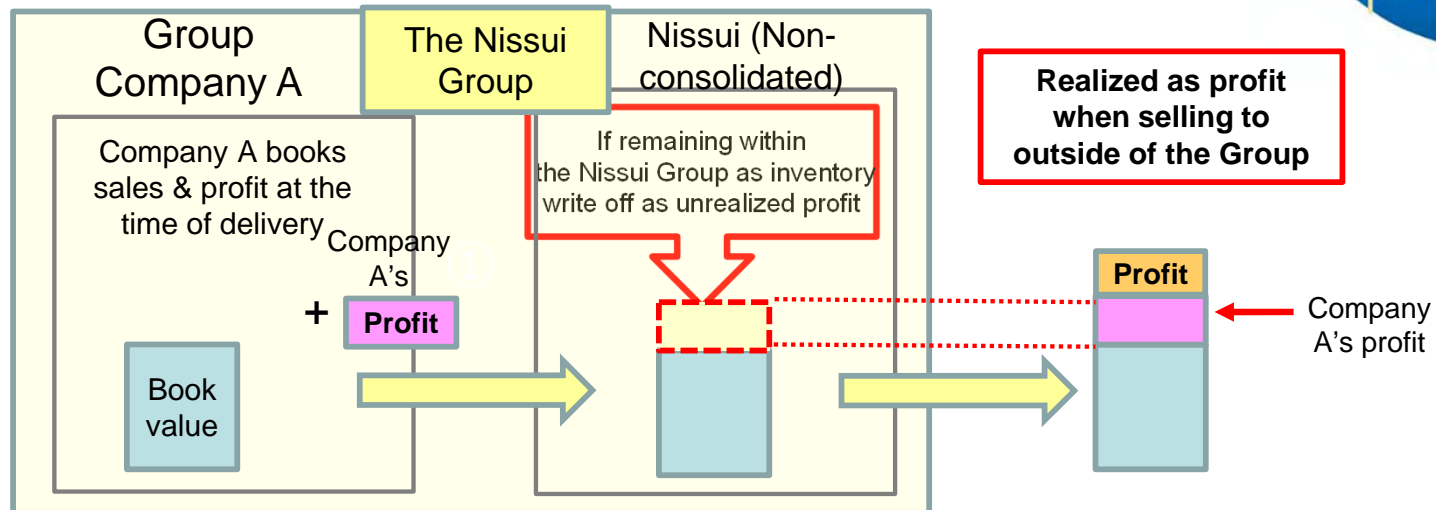 Group
Company A
The Nissui
Group
Nissui (Non-
consolidated)
Company A books
sales & profit at the
time of delivery
Company
A's
+
Profit
Book
value
If remaining within
the Nissui Group as inventory
write off as unrealized profit
Realized as profit
when selling to
outside of the Group
Profit
Company
A's profit